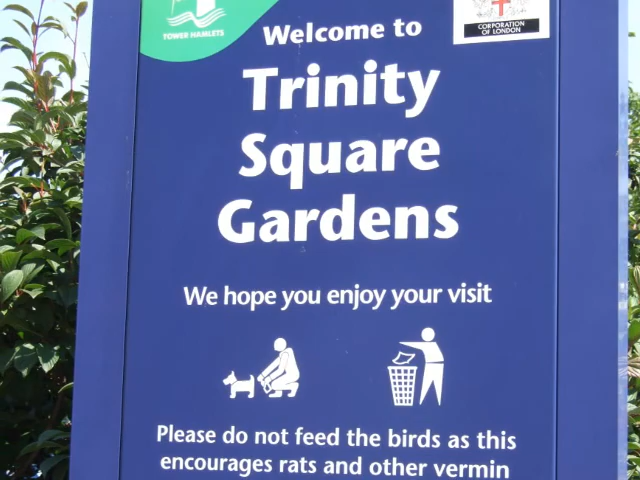 TOWER HAMLETS
CORPORATION
OF LONDON
Welcome to
Trinity
Square
Gardens
We hope you enjoy your visit
Please do not feed the birds as this
encourages rats and other vermin